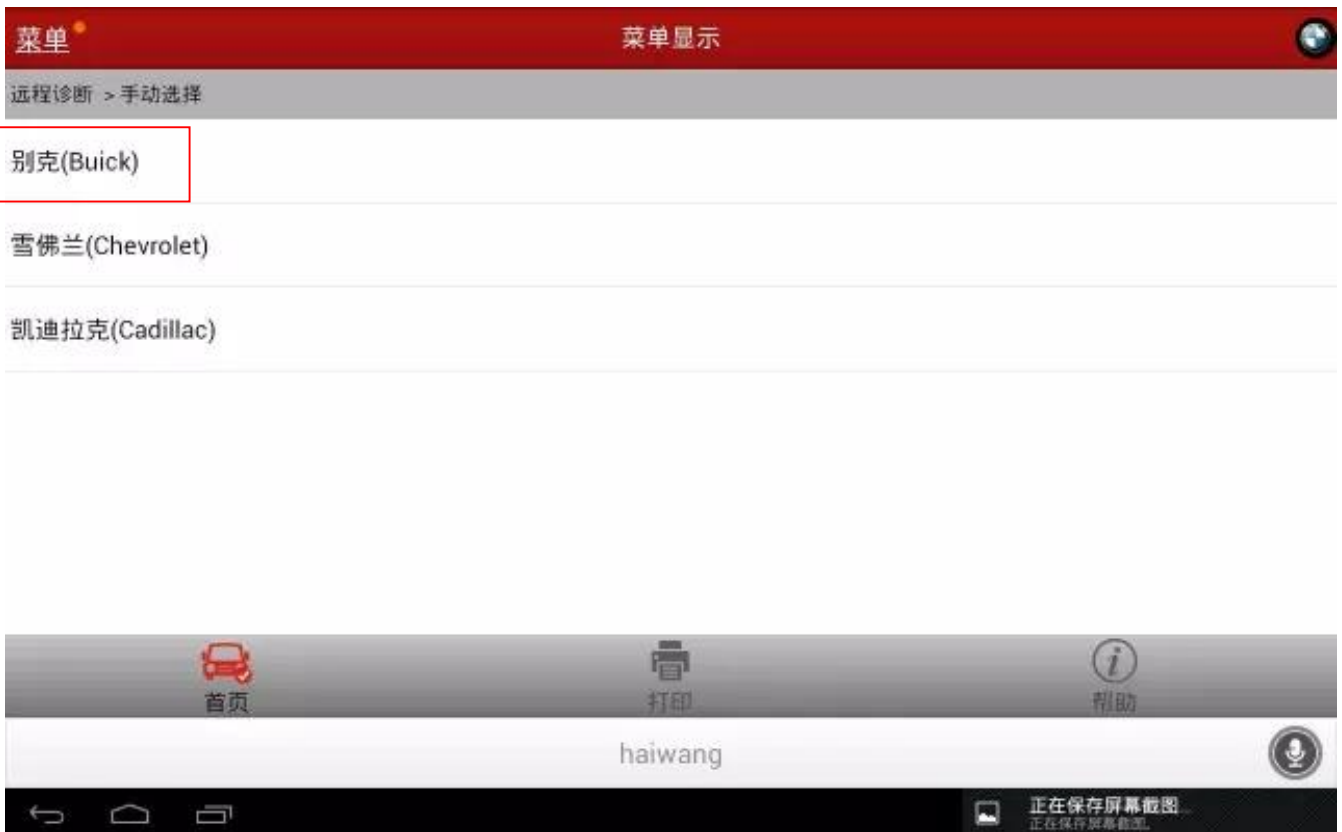 菜单
菜单显示
远程诊断 >手动选择
别克(Buick)
雪佛兰(Chevrolet)
凯迪拉克(Cadillac)
首页
打印
帮助
haiwang
正在保存屏幕截图...
正在保存屏幕截图.